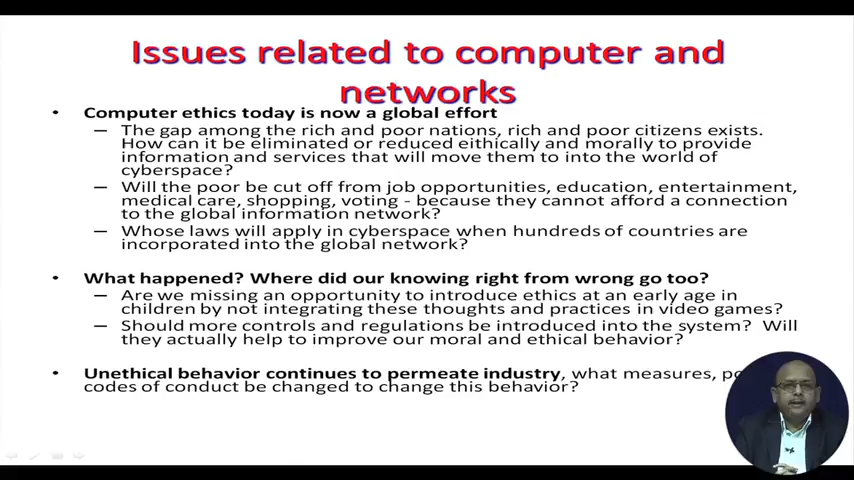 Issues related to computer and
networks
• Computer ethics today is now a global effort
– The gap among the rich and poor nations, rich and poor citizens exists.
How can it be eliminated or reduced eithically and morally to provide
information and services that will move them to into the world of
cyberspace?
– Will the poor be cut off from job opportunities, education, entertainment,
medical care, shopping, voting - because they cannot afford a connection
to the global information network?
– Whose laws will apply in cyberspace when hundreds of countries are
incorporated into the global network?
• What happened? Where did our knowing right from wrong go too?
– Are we missing an opportunity to introduce ethics at an early age in
children by not integrating these thoughts and practices in video games?
– Should more controls and regulations be introduced into the system? Will
they actually help to improve our moral and ethical behavior?
• Unethical behavior continues to permeate industry, what measures,
codes of conduct be changed to change this behavior?